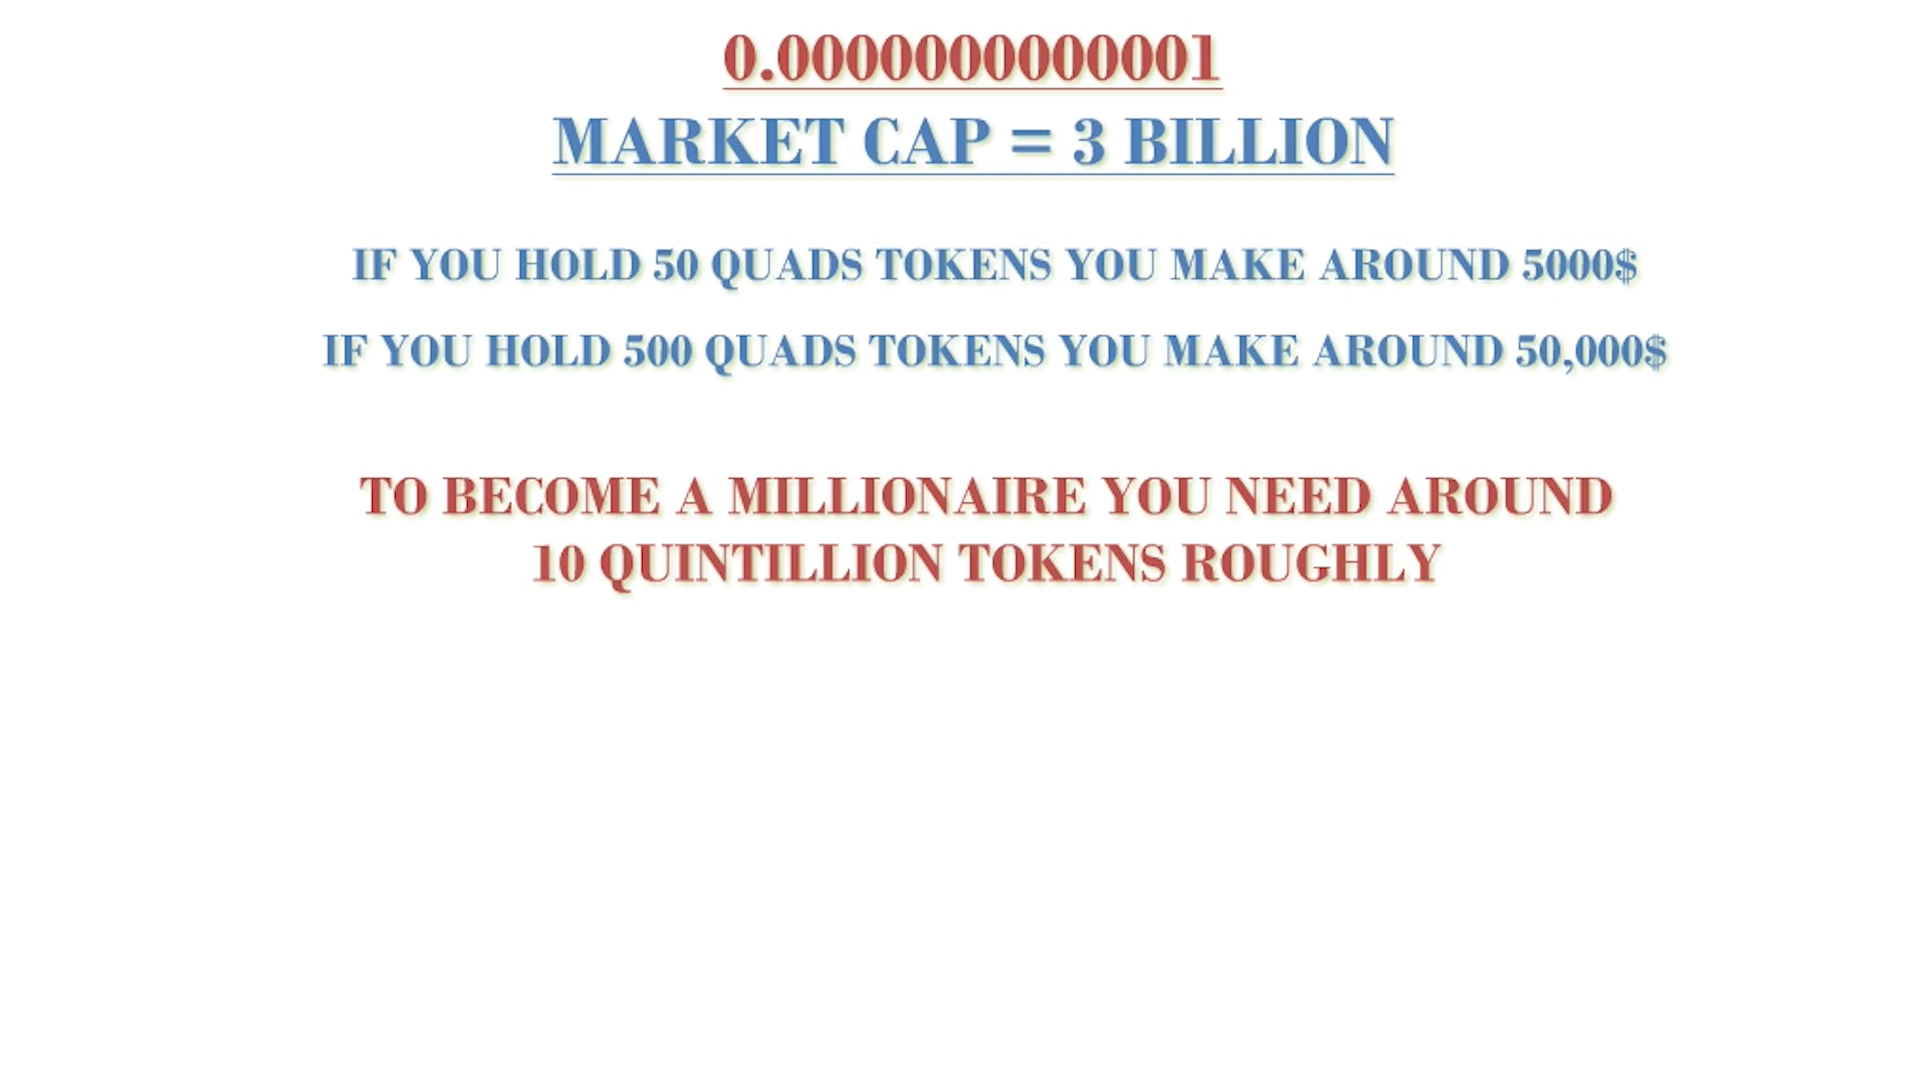 0.0000000000001
MARKET CAP = 3 BILLION
IF YOU HOLD 50 QUADS TOKENS YOU MAKE AROUND 5000$
IF YOU HOLD 500 QUADS TOKENS YOU MAKE AROUND 50,000$
TO BECOME A MILLIONAIRE YOU NEED AROUND
10 QUINTILLION TOKENS ROUGHLY